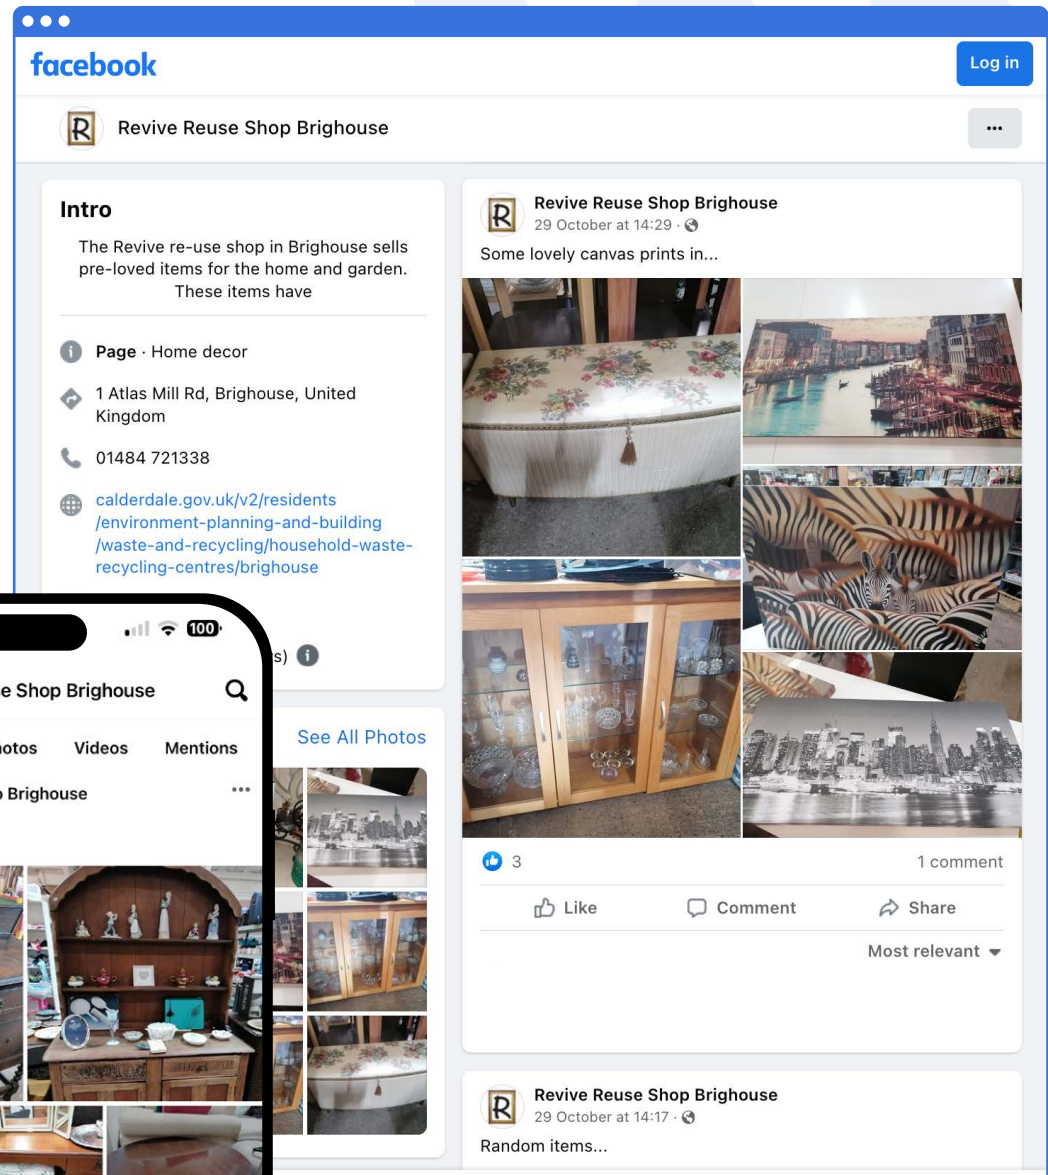 facebook
Log in
R
Revive Reuse Shop Brighouse
...
Intro
The Revive re-use shop in Brighouse sells
pre-loved items for the home and garden.
These items have
Page · Home decor
1 Atlas Mill Rd, Brighouse, United
Kingdom
01484 721338
calderdale.gov.uk/v2/residents
/environment-planning-and-building
/waste-and-recycling/household-waste-
recycling-centres/brighouse
s)
See All Photos
100
e Shop Brighouse
otos Videos Mentions
o Brighouse
...
R
Revive Reuse Shop Brighouse
29 October at 14:29 ·
Some lovely canvas prints in...
3
1 comment
Like Comment Share
Most relevant
R
Revive Reuse Shop Brighouse
29 October at 14:17 ·
Random items...